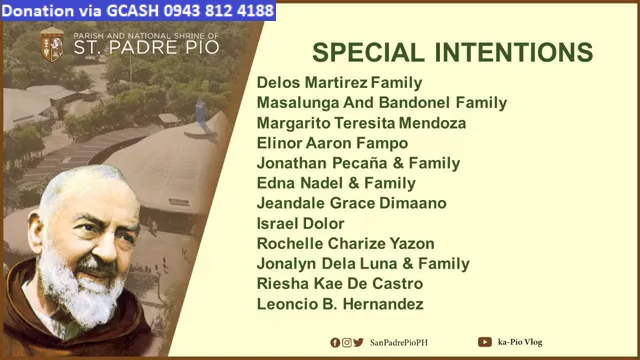 Donation via GCASH 0943 812 4188
PARISH AND NATIONAL SHRINE OF
ST. PADRE PIO
SPECIAL INTENTIONS
Delos Martirez Family
Masalunga And Bandonel Family
Margarito Teresita Mendoza
Elinor Aaron Fampo
Jonathan Pecaña & Family
Edna Nadel & Family
Jeandale Grace Dimaano
Israel Dolor
Rochelle Charize Yazon
Jonalyn Dela Luna & Family
Riesha Kae De Castro
Leoncio B. Hernandez
SanPadrePioPH
ka-Pio Vlog